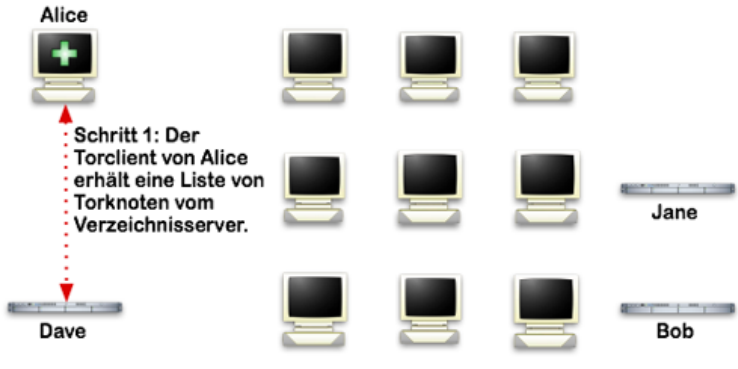 Alice
Schritt 1: Der
Torclient von Alice
erhält eine Liste von
Torknoten vom
Verzeichnisserver.
Jane
Dave
Bob